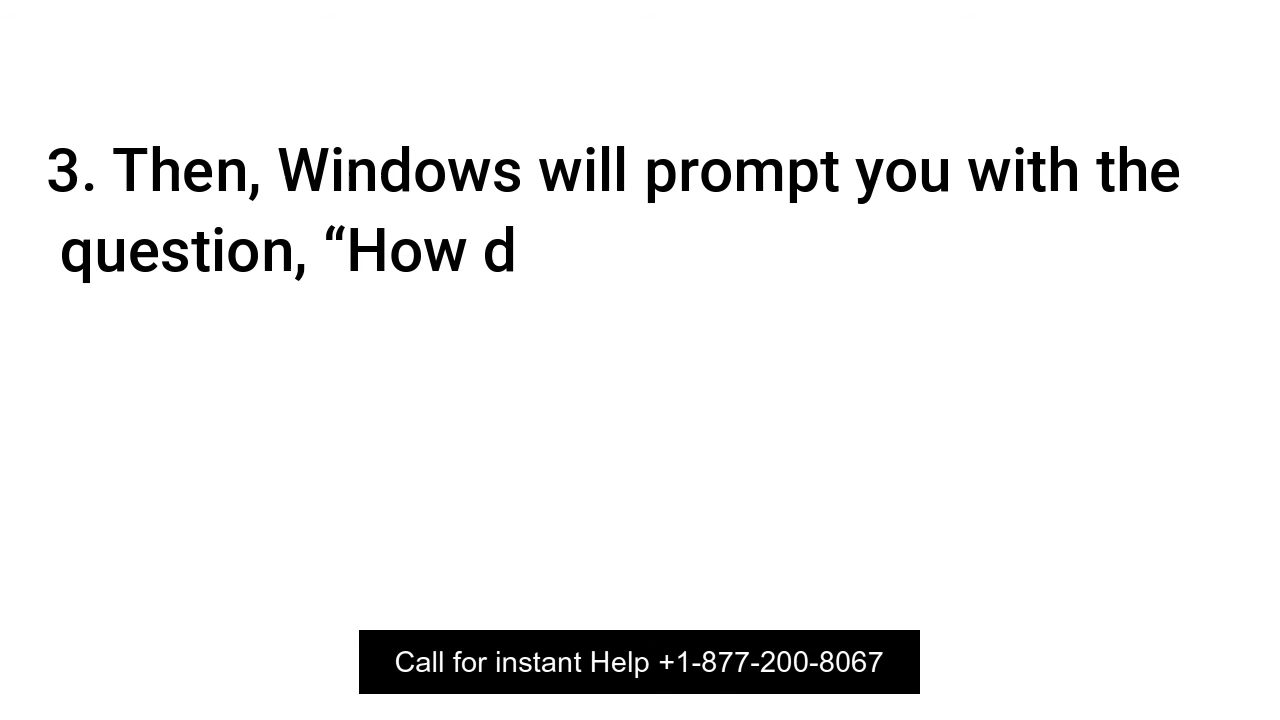 3. Then, Windows will prompt you with the
question, “How d
Call for instant Help +1-877-200-8067